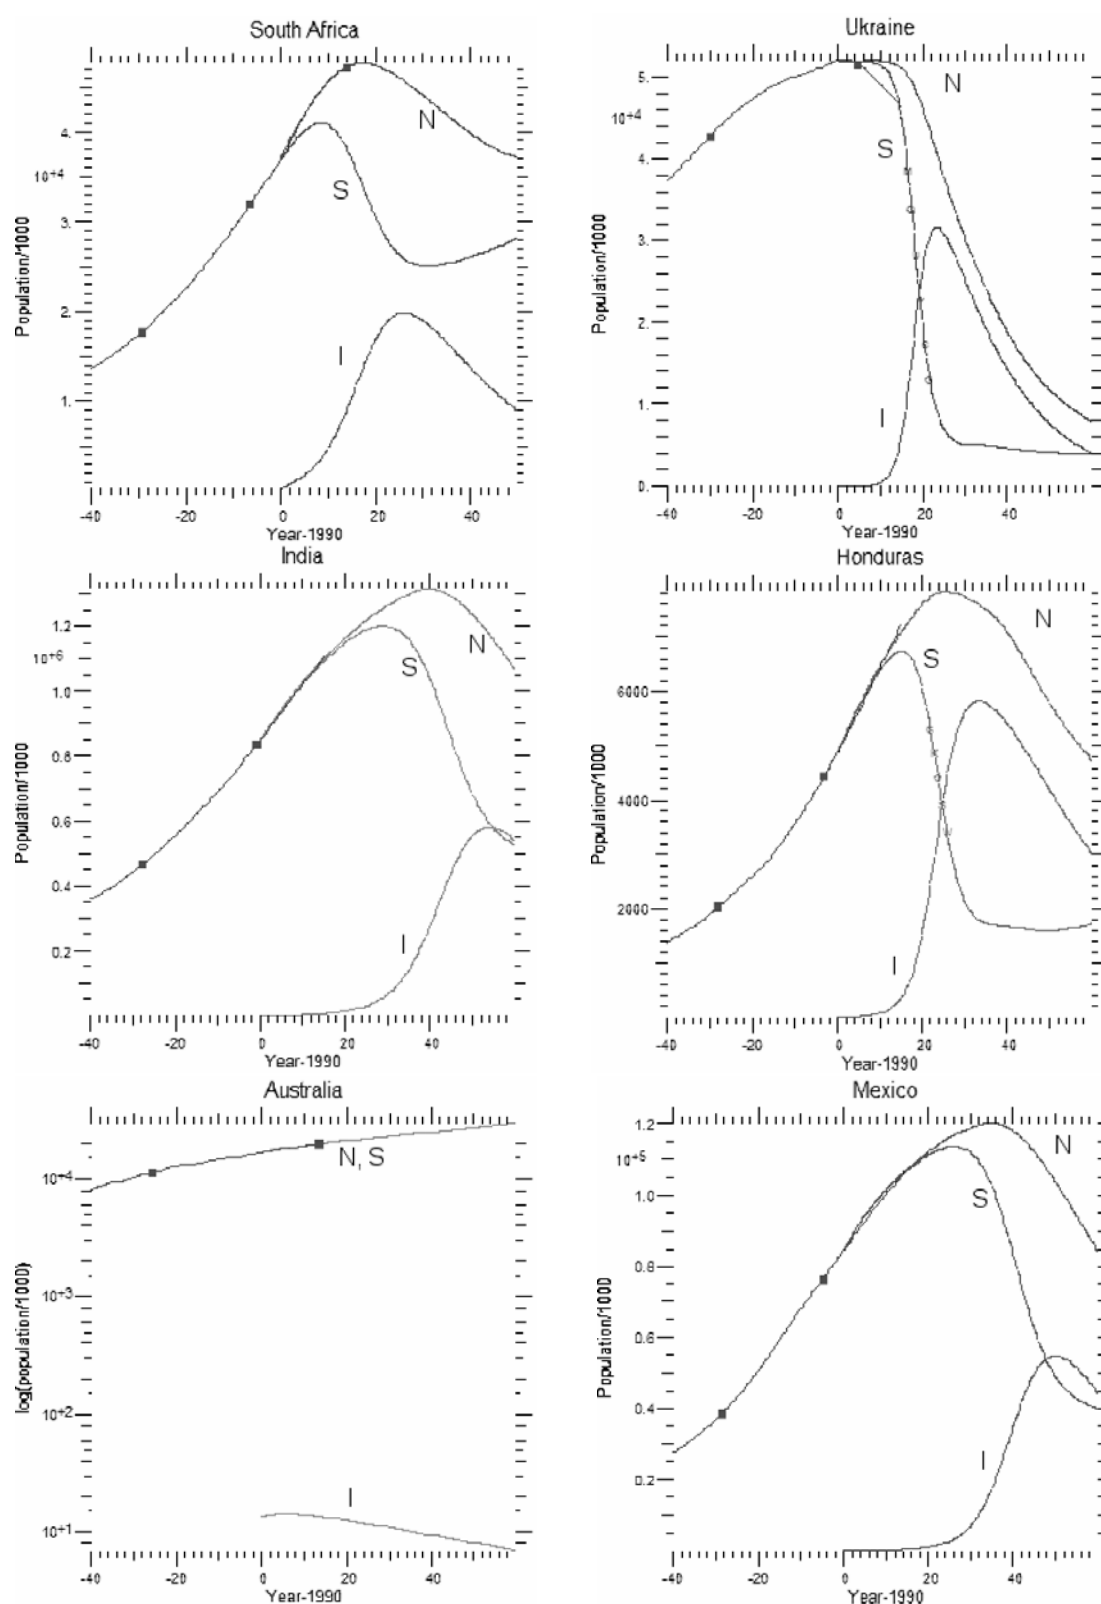 South Africa
4.
10+4
3.
2.
1.
Population/1000
N
S
I
-40 -20 0 20 40
Year-1990
Ukraine
5.
10+4
4.
3.
2.
1.
0.
Population/1000
N
S
I
-40 -20 0 20 40
Year-1990
India
1.2
10+6
1.0
0.8
0.6
0.4
0.2
Population/1000
N
S
I
-40 -20 0 20 40
Year-1990
Honduras
6000
4000
2000
Population/1000
N
S
I
-40 -20 0 20 40
Year-1990
Australia
10+4
10+3
10+2
10+1
log(population/1000)
N, S
I
-40 -20 0 20 40
Year-1990
Mexico
1.2
10+5
1.0
0.8
0.6
0.4
0.2
Population/1000
N
S
I
-40 -20 0 20 40
Year-1990